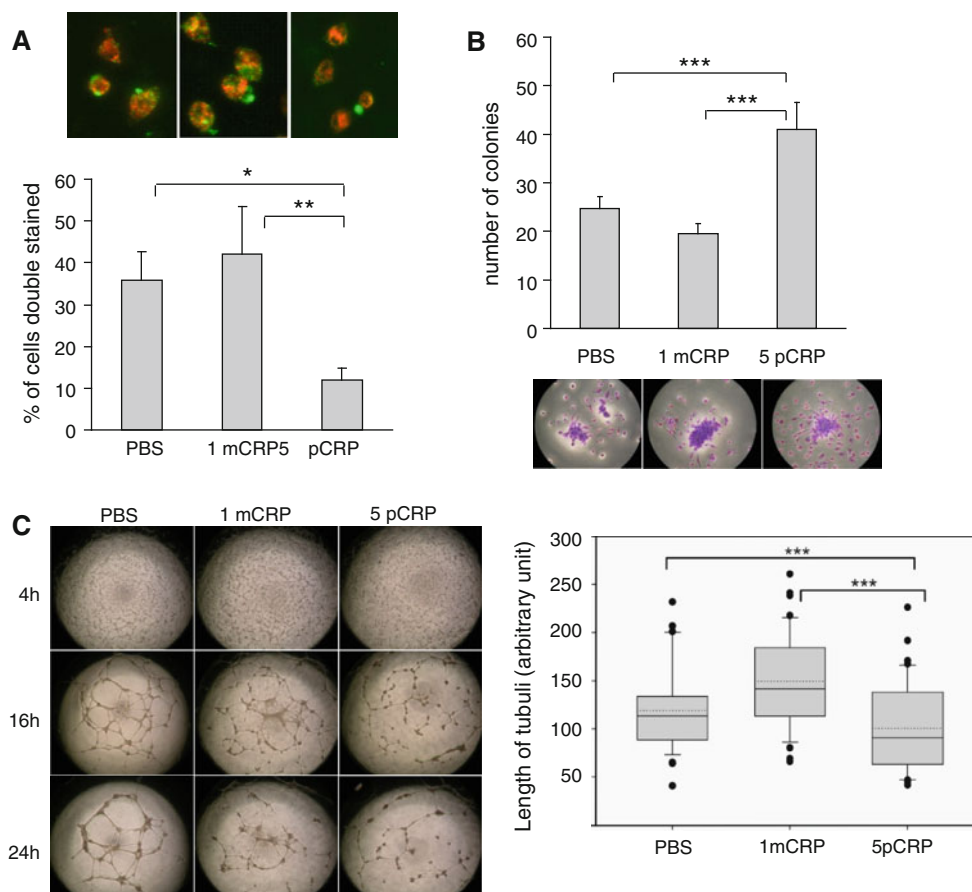 A
*
**
% of cells double stained
60
50
40
30
20
10
0
PBS 1 mCRP5 pCRP
B
***
***
number of colonies
60
50
40
30
20
10
0
PBS 1 mCRP 5 pCRP
C
PBS 1 mCRP 5 pCRP
4h
16h
24h
***
***
Length of tubuli (arbitrary unit)
300
250
200
150
100
50
PBS 1mCRP 5pCRP